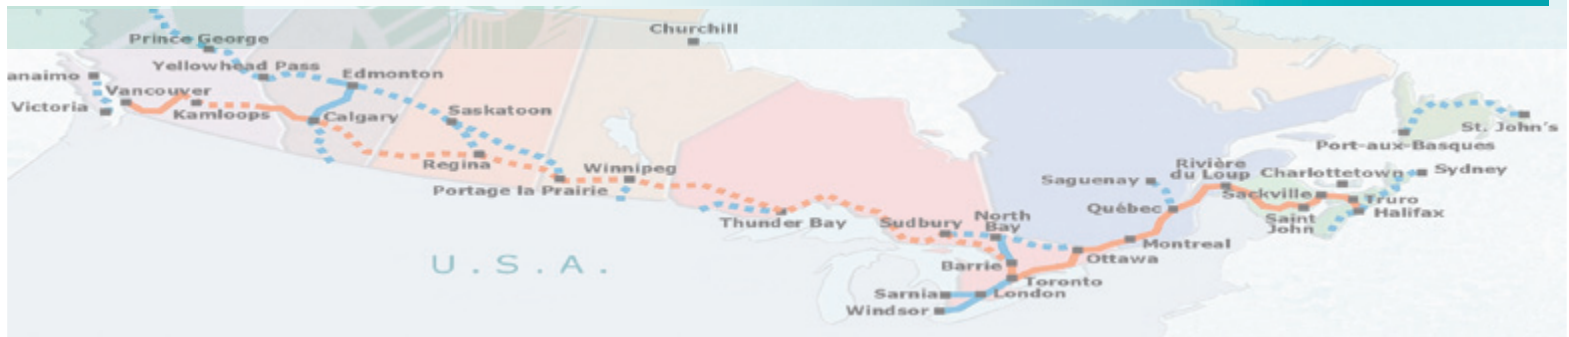 Churchill
Prince George
Yellowhead Pass
Edmonton
anaimo
Vancouver
Victoria
Kamloops
Calgary
Saskatoon
Regina
Winnipeg
Portage la Prairie
Thunder Bay
Sudbury
North
Bay
Barrie
Toronto
Sarnia
London
Windsor
Ottawa
Montreal
Québec
Saguenay
Rivière
du Loup
Charlottetown
Sackville
Saint
John
Truro
Halifax
Sydney
Port-aux-Basques
St. John's
U.S.A.